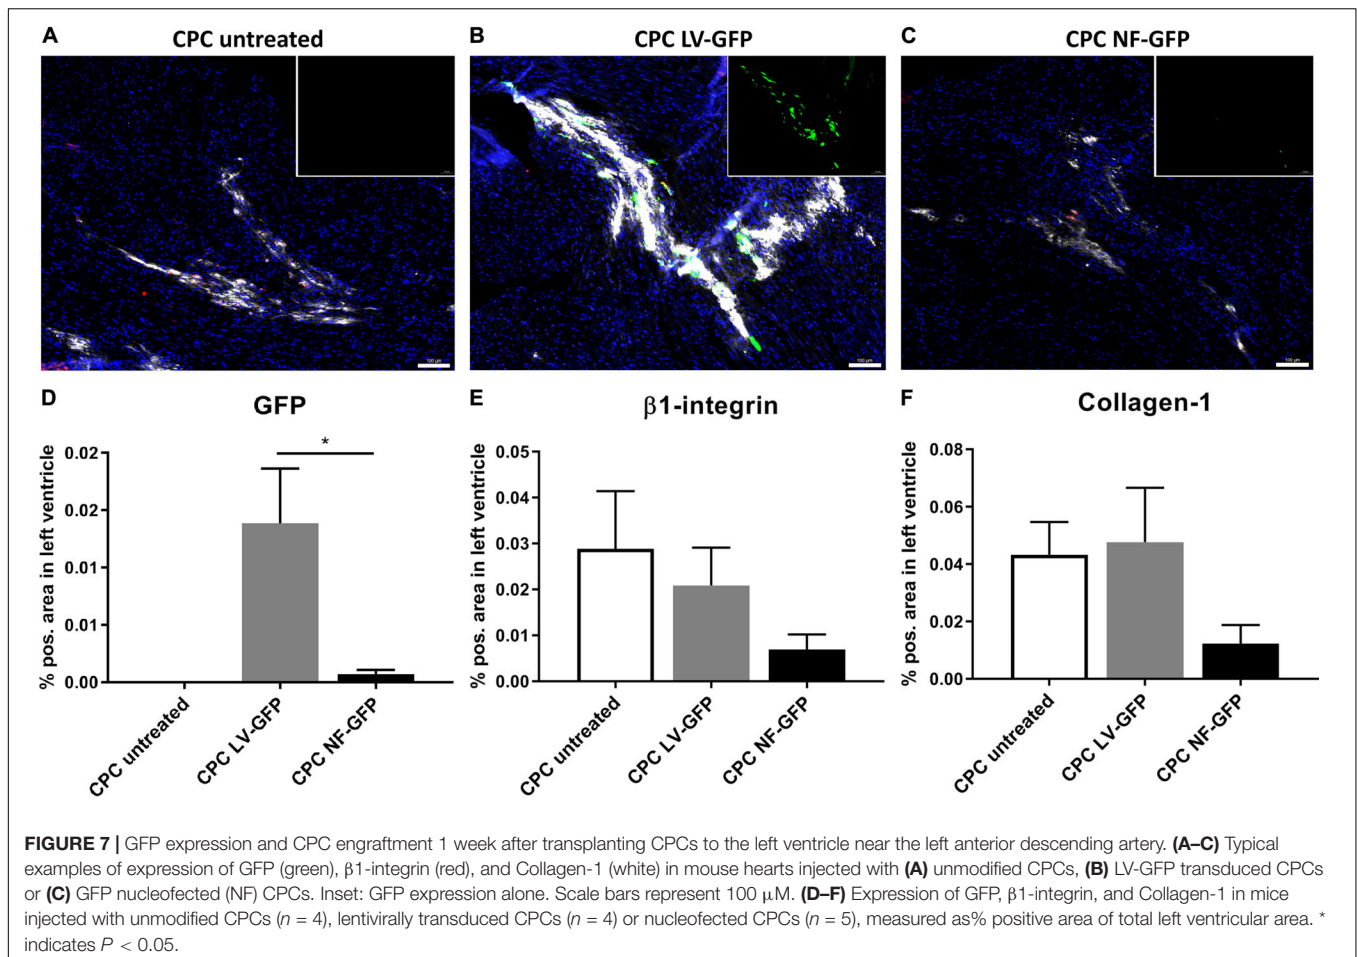 A
CPC untreated
B
CPC LV-GFP
C
CPC NF-GFP
100 µm
100 µm
100 µm
D
GFP
% pos. area in left ventricle
0.02
0.02
0.01
0.01
0.00
*
CPC untreated
CPC LV-GFP
CPC NF-GFP
E
β1-integrin
% pos. area in left ventricle
0.05
0.04
0.03
0.02
0.01
0.00
CPC untreated
CPC LV-GFP
CPC NF-GFP
F
Collagen-1
% pos. area in left ventricle
0.08
0.06
0.04
0.02
0.00
CPC untreated
CPC LV-GFP
CPC NF-GFP
FIGURE 7 | GFP expression and CPC engraftment 1 week after transplanting CPCs to the left ventricle near the left anterior descending artery. (A–C) Typical
examples of expression of GFP (green), β1-integrin (red), and Collagen-1 (white) in mouse hearts injected with (A) unmodified CPCs, (B) LV-GFP transduced CPCs
or (C) GFP nucleofected (NF) CPCs. Inset: GFP expression alone. Scale bars represent 100 µM. (D–F) Expression of GFP, β1-integrin, and Collagen-1 in mice
injected with unmodified CPCs (n = 4), lentivirally transduced CPCs (n = 4) or nucleofected CPCs (n = 5), measured as% positive area of total left ventricular area. *
indicates P < 0.05.